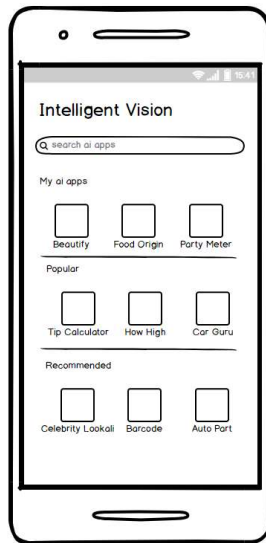 15:41
Intelligent Vision
search ai apps
My ai apps
Beautify Food Origin Party Meter
Popular
Tip Calculator How High Car Guru
Recommended
Celebrity Lookali Barcode Auto Part